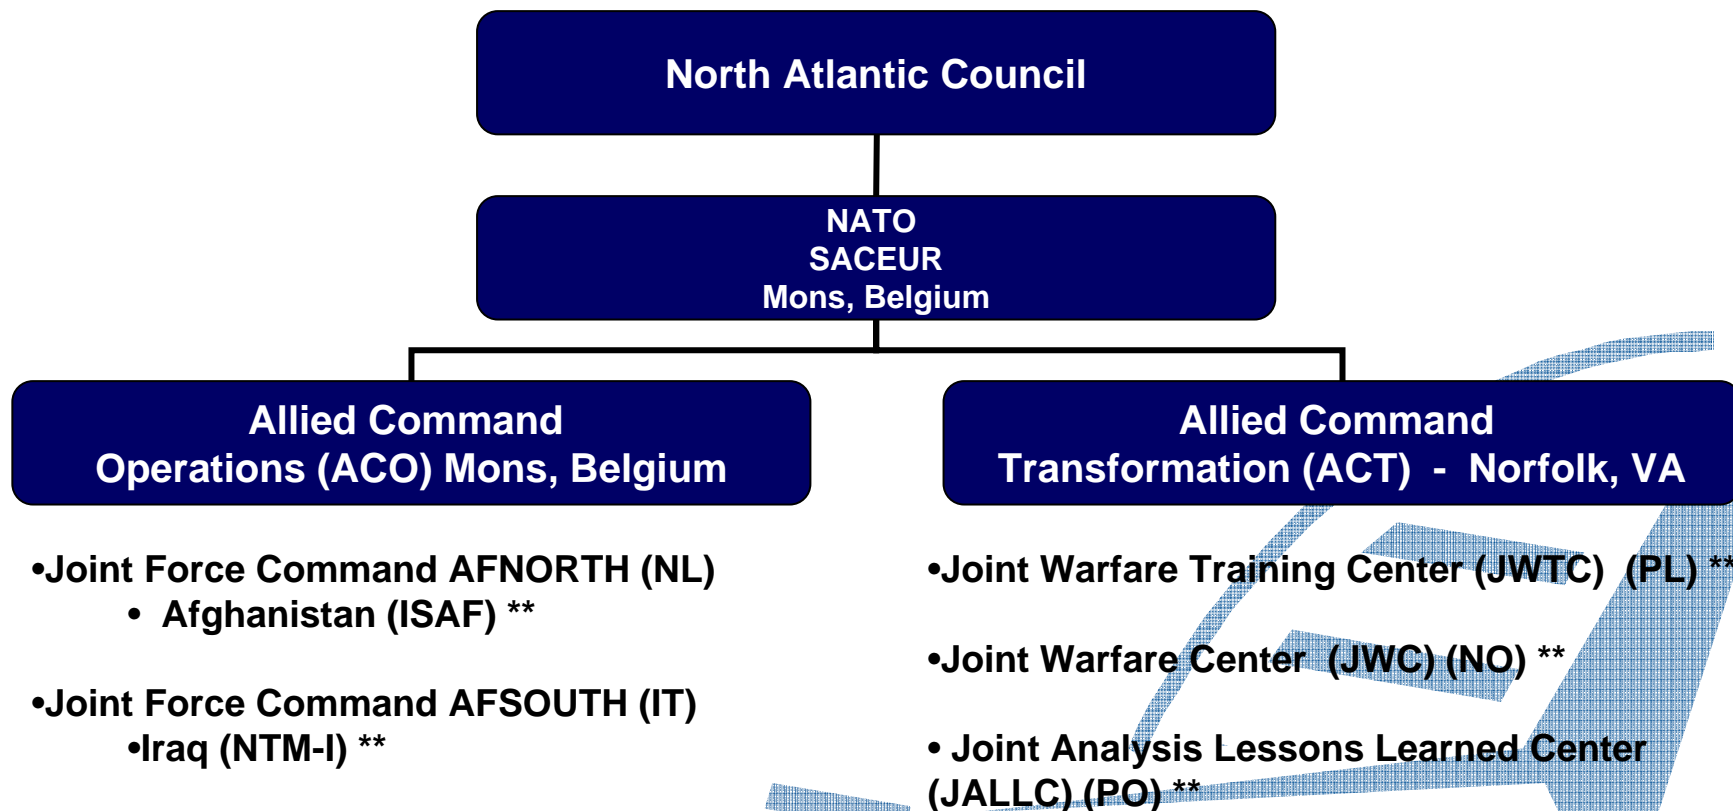 North Atlantic Council
NATO
SACEUR
Mons, Belgium
Allied Command
Operations (ACO) Mons, Belgium
Allied Command
Transformation (ACT) - Norfolk, VA
•Joint Force Command AFNORTH (NL)
• Afghanistan (ISAF) **
•Joint Force Command AFSOUTH (IT)
•Iraq (NTM-I) **
•Joint Warfare Training Center (JWTC) (PL) **
•Joint Warfare Center (JWC) (NO) **
• Joint Analysis Lessons Learned Center
(JALLC) (PO) **